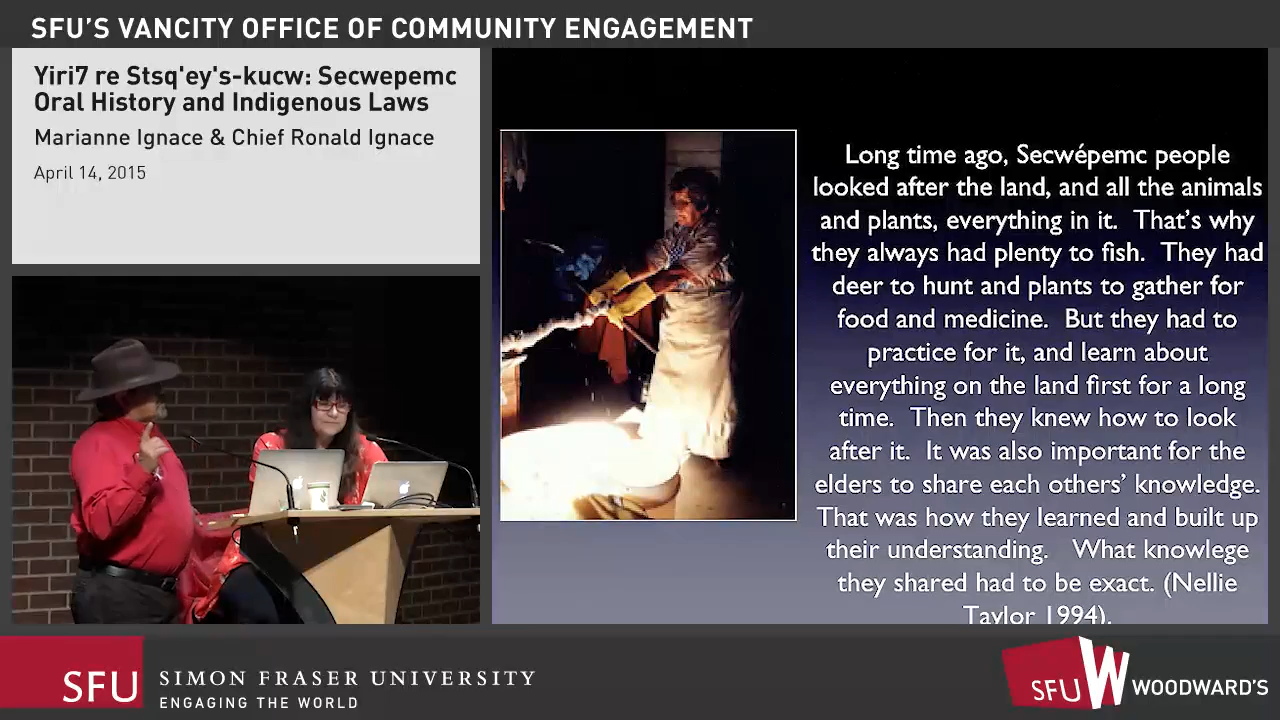 SFU'S VANCITY OFFICE OF COMMUNITY ENGAGEMENT
Yiri7 re Stsq'ey's-kucw: Secwepemc
Oral History and Indigenous Laws
Marianne Ignace & Chief Ronald Ignace
April 14, 2015
Long time ago, Secwépemc people
looked after the land, and all the animals
and plants, everything in it.  That's why
they always had plenty to fish.  They had
deer to hunt and plants to gather for
food and medicine.  But they had to
practice for it, and learn about
everything on the land first for a long
time.  Then they knew how to look
after it.  It was also important for the
elders to share each others' knowledge.
That was how they learned and built up
their understanding.   What knowlege
they shared had to be exact. (Nellie
Taylor 1994).
SFU
SIMON FRASER UNIVERSITY
ENGAGING THE WORLD
SFU W WOODWARD'S